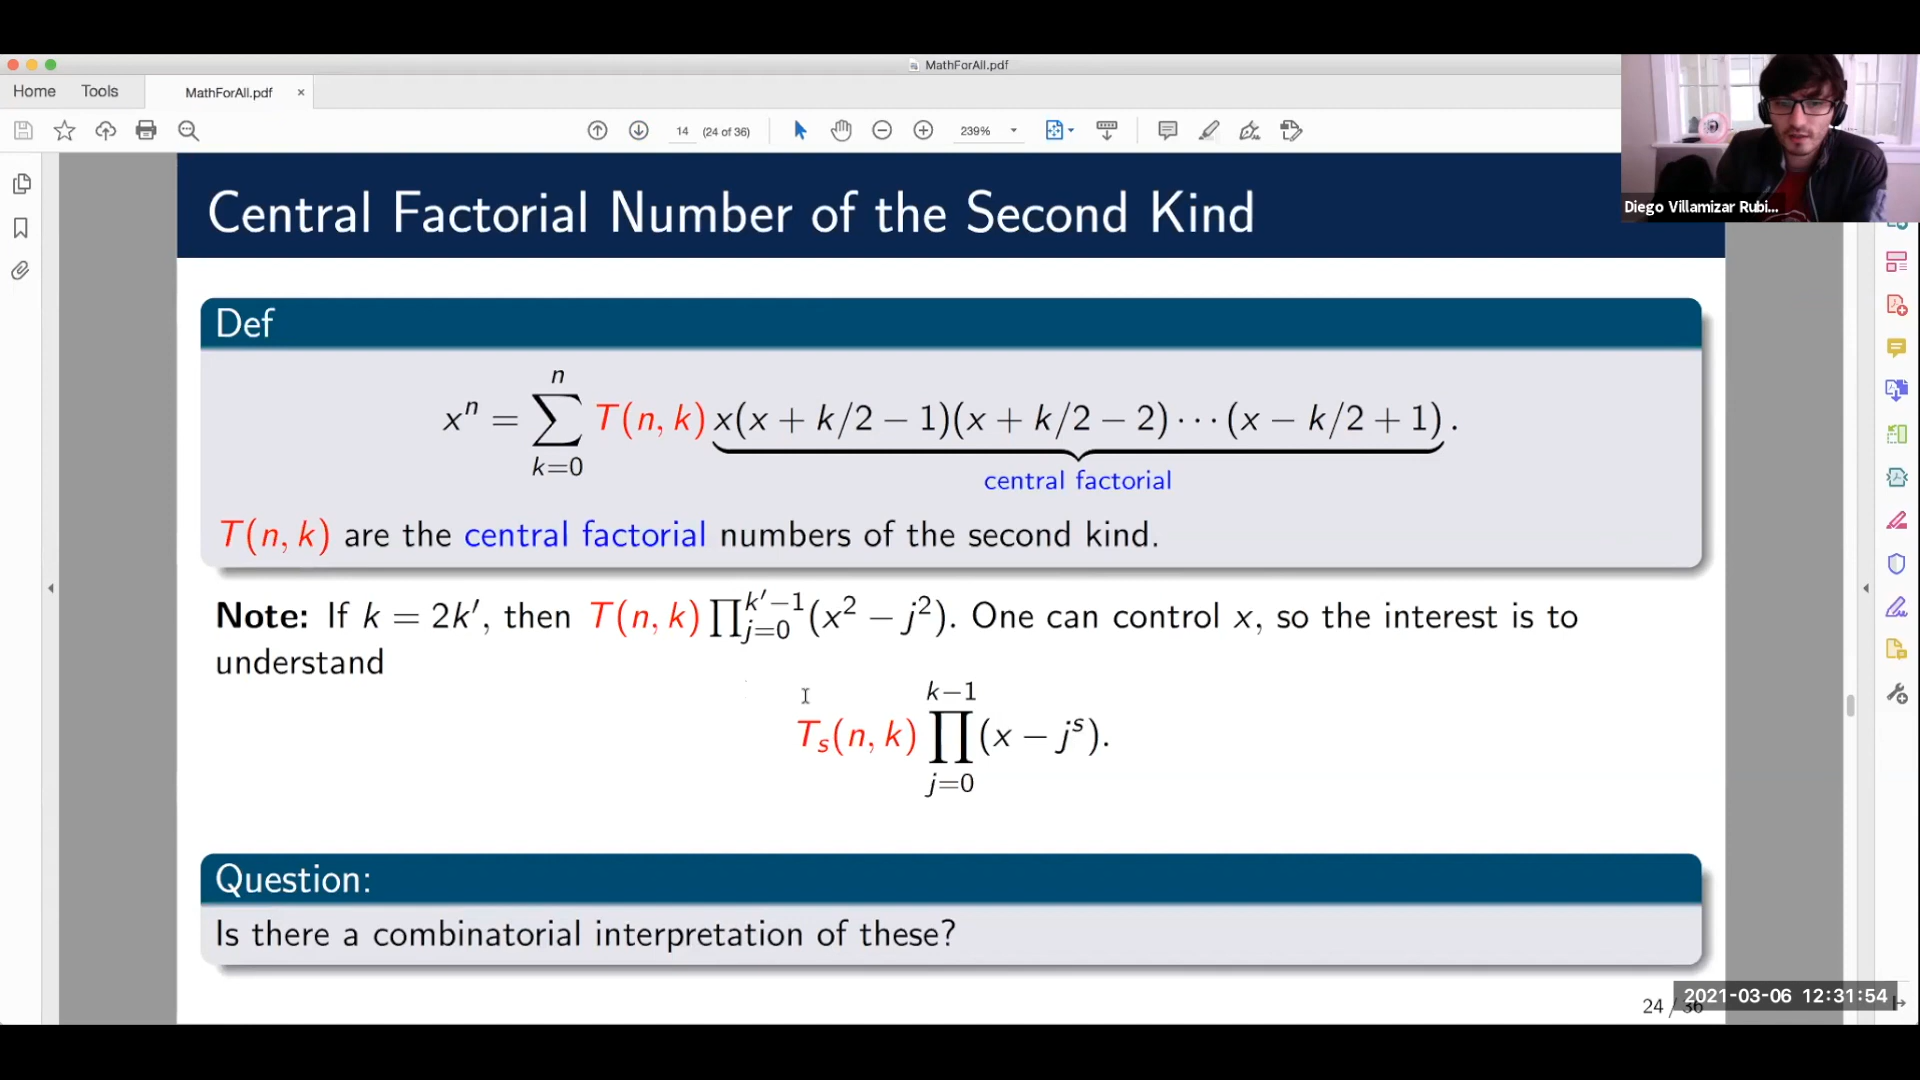 MathForAll.pdf
Home Tools MathForAll.pdf ×
14 (24 of 36) 239%
Diego Villamizar Rubi...
Central Factorial Number of the Second Kind
Def
x^n = \sum_{k=0}^{n} T(n, k) x(x + k/2 − 1)(x + k/2 − 2) ··· (x − k/2 + 1).
central factorial
T(n, k) are the central factorial numbers of the second kind.
Note: If k = 2k′, then T(n, k) \prod_{j=0}^{k′−1}(x^2 − j^2). One can control x, so the interest is to
understand
T_s(n, k) \prod_{j=0}^{k−1} (x − j^s).
Question:
Is there a combinatorial interpretation of these?
2021-03-06 12:31:54
24 / 36